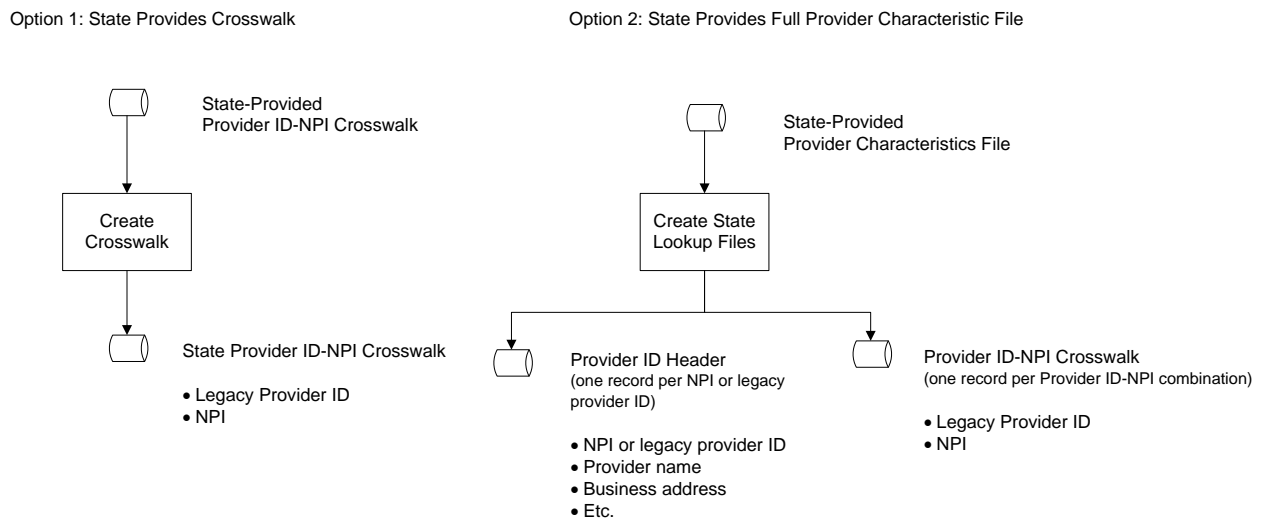 Option 1: State Provides Crosswalk
State-Provided
Provider ID-NPI Crosswalk
Create
Crosswalk
State Provider ID-NPI Crosswalk
• Legacy Provider ID
• NPI
Option 2: State Provides Full Provider Characteristic File
State-Provided
Provider Characteristics File
Create State
Lookup Files
Provider ID Header
(one record per NPI or legacy
provider ID)
• NPI or legacy provider ID
• Provider name
• Business address
• Etc.
Provider ID-NPI Crosswalk
(one record per Provider ID-NPI combination)
• Legacy Provider ID
• NPI